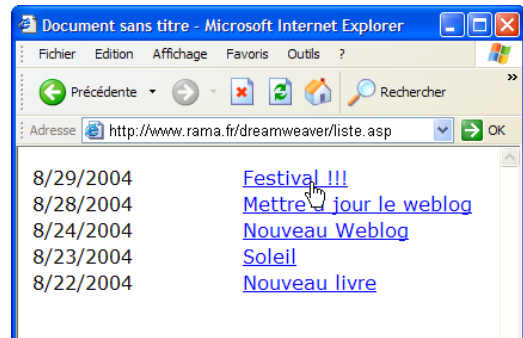 Document sans titre - Microsoft Internet Explorer
Fichier Edition Affichage Favoris Outils ?
Précédente Rechercher »
Adresse http://www.rama.fr/dreamweaver/liste.asp OK
8/29/2004 Festival !!!
8/28/2004 Mettre à jour le weblog
8/24/2004 Nouveau Weblog
8/23/2004 Soleil
8/22/2004 Nouveau livre